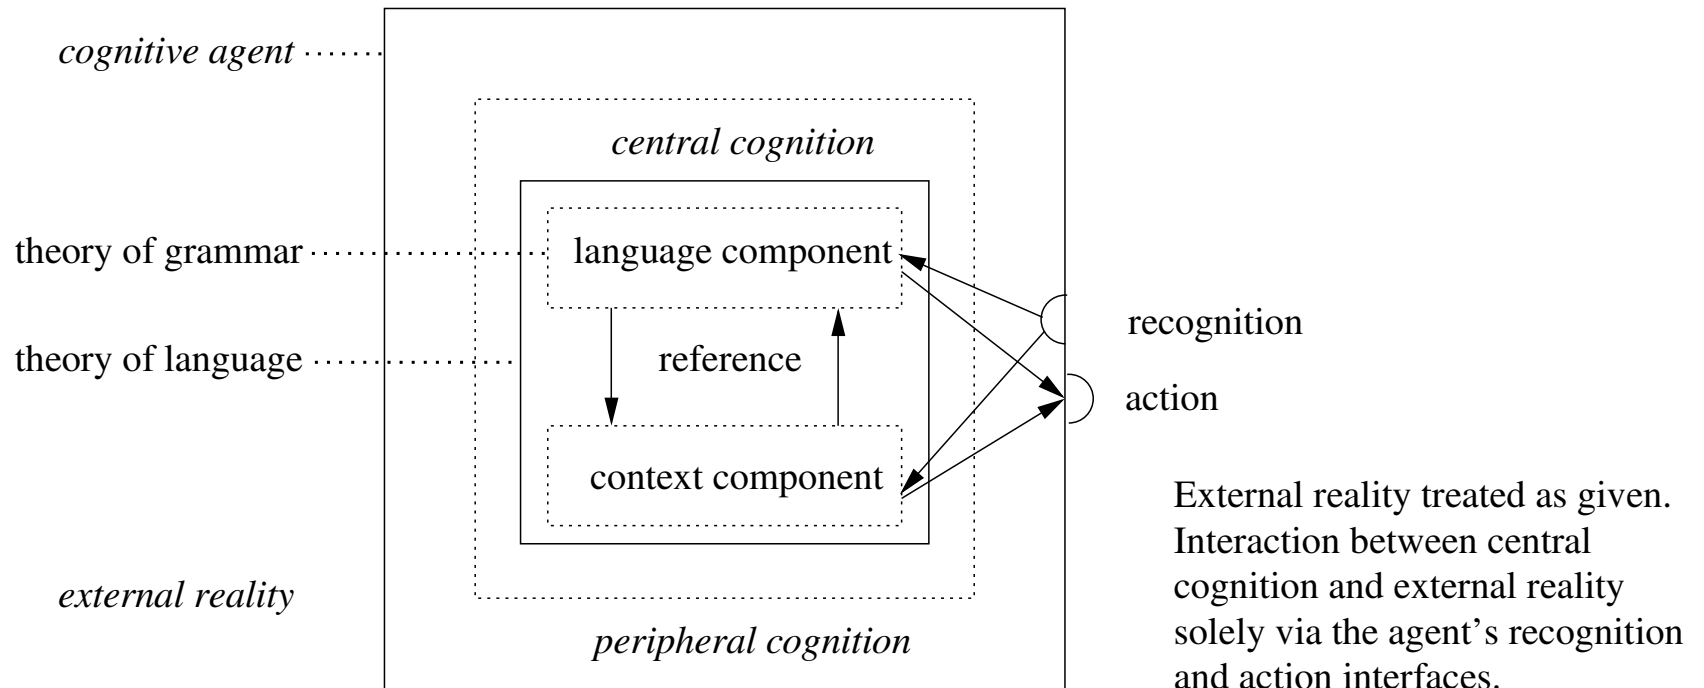 cognitive agent
central cognition
theory of grammar
language component
recognition
theory of language
reference
action
context component
External reality treated as given.
Interaction between central
cognition and external reality
solely via the agent’s recognition
and action interfaces.
external reality
peripheral cognition